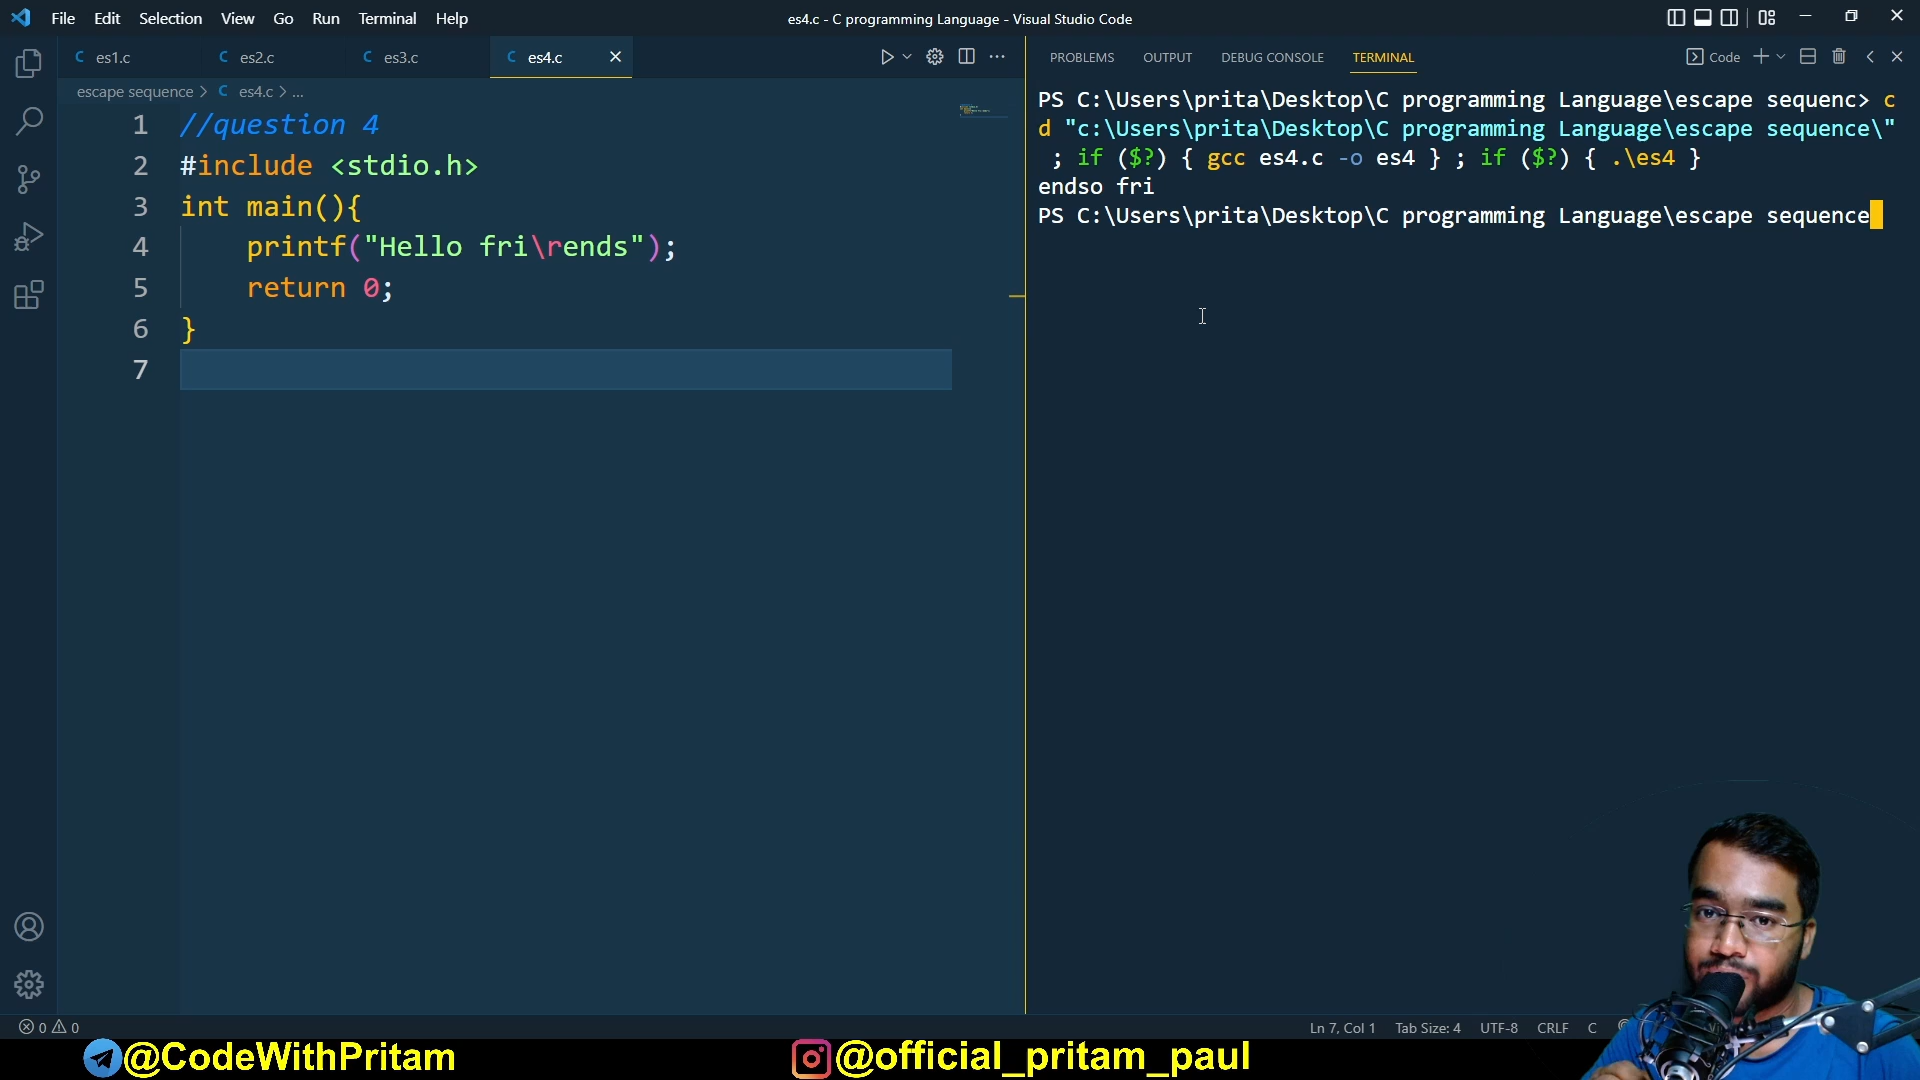 File Edit Selection View Go Run Terminal Help
es4.c - C programming Language - Visual Studio Code
C es1.c C es2.c C es3.c C es4.c
escape sequence > C es4.c > ...
1 //question 4
2 #include <stdio.h>
3 int main(){
4 printf("Hello fri\rends");
5 return 0;
6 }
7
PROBLEMS OUTPUT DEBUG CONSOLE TERMINAL Code
PS C:\Users\prita\Desktop\C programming Language\escape sequenc> c
d "c:\Users\prita\Desktop\C programming Language\escape sequence\"
; if ($?) { gcc es4.c -o es4 } ; if ($?) { .\es4 }
endso fri
PS C:\Users\prita\Desktop\C programming Language\escape sequence
0 0
Ln 7, Col 1 Tab Size: 4 UTF-8 CRLF C
@CodeWithPritam
@official_pritam_paul